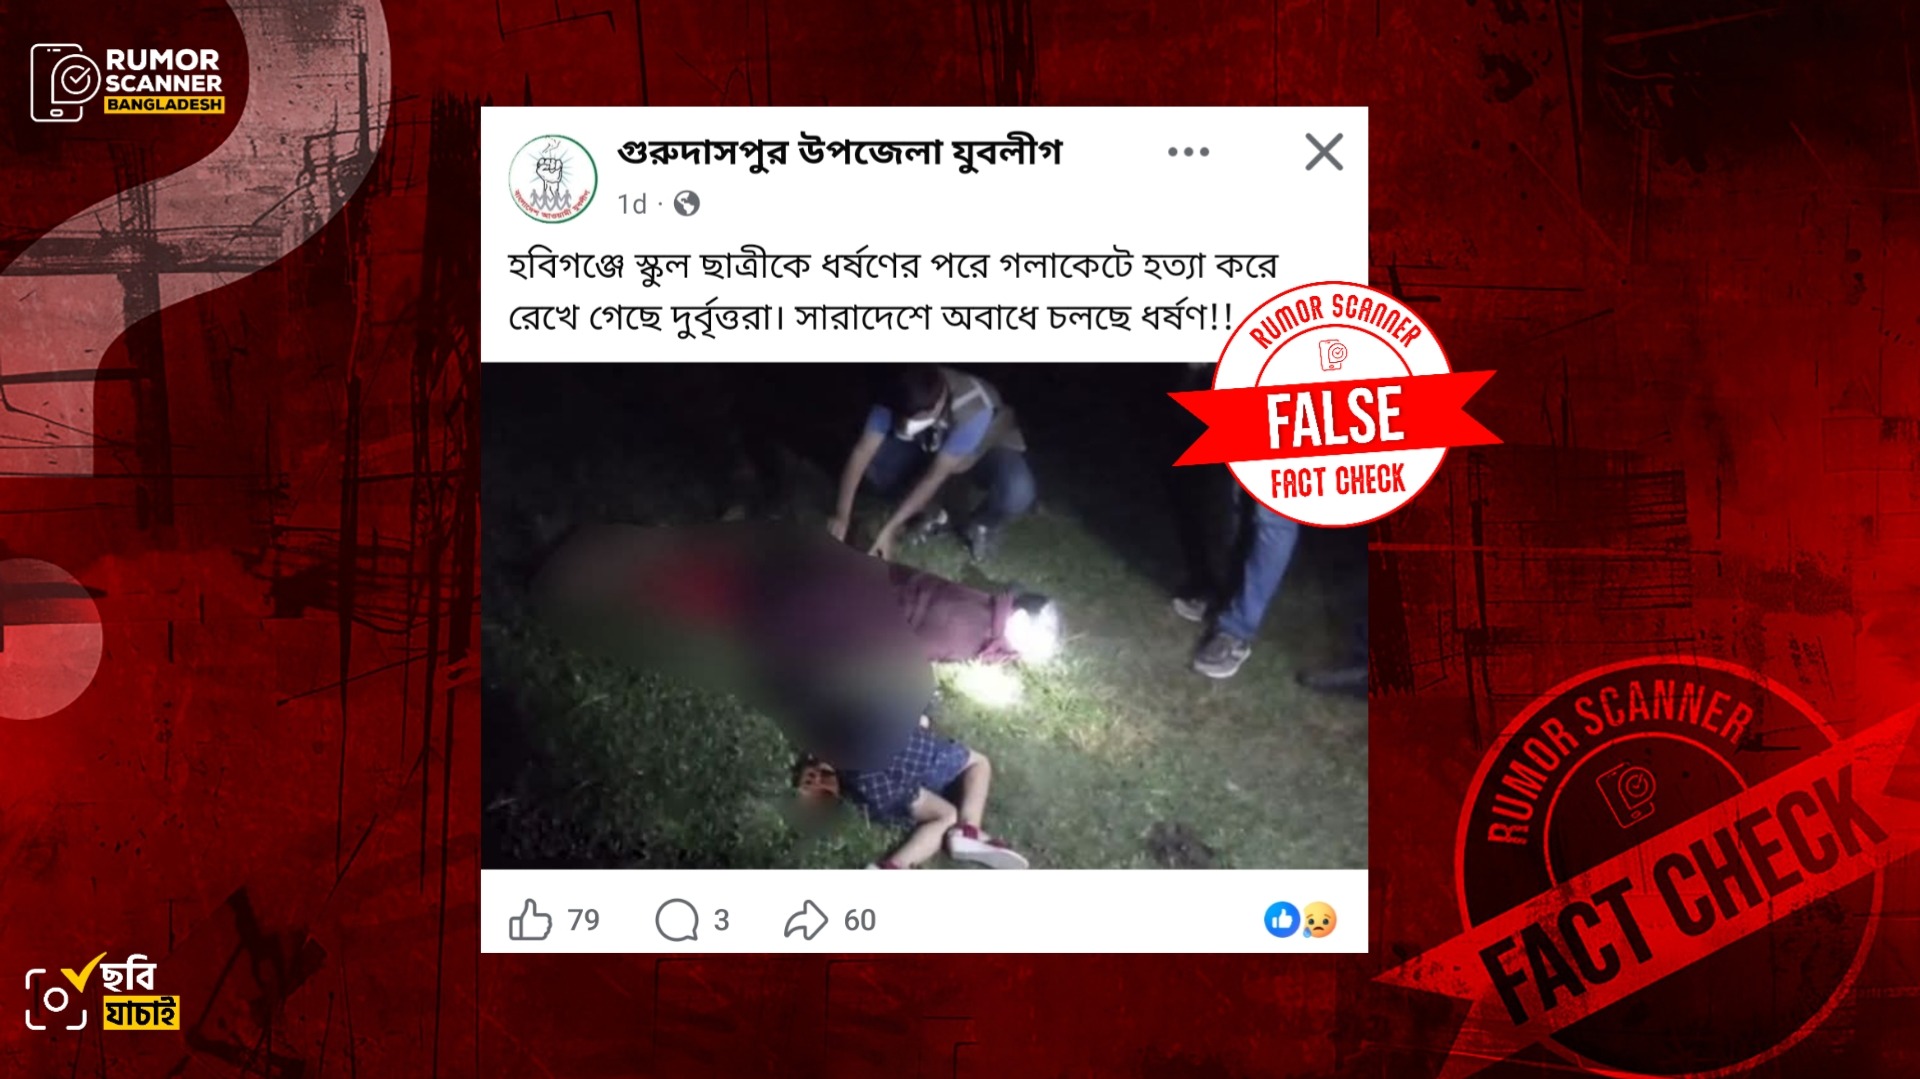 RUMOR
SCANNER
BANGLADESH
গুরুদাসপুর উপজেলা যুবলীগ
1d
হবিগঞ্জে স্কুল ছাত্রীকে ধর্ষণের পরে গলাকেটে হত্যা করে
রেখে গেছে দুর্বৃত্তরা। সারাদেশে অবাধে চলছে ধর্ষণ!!
RUMOR SCANNER
FALSE
FACT CHECK
79
3
60
RUMOR SCANNER
FACT CHECK
ছবি
যাচাই